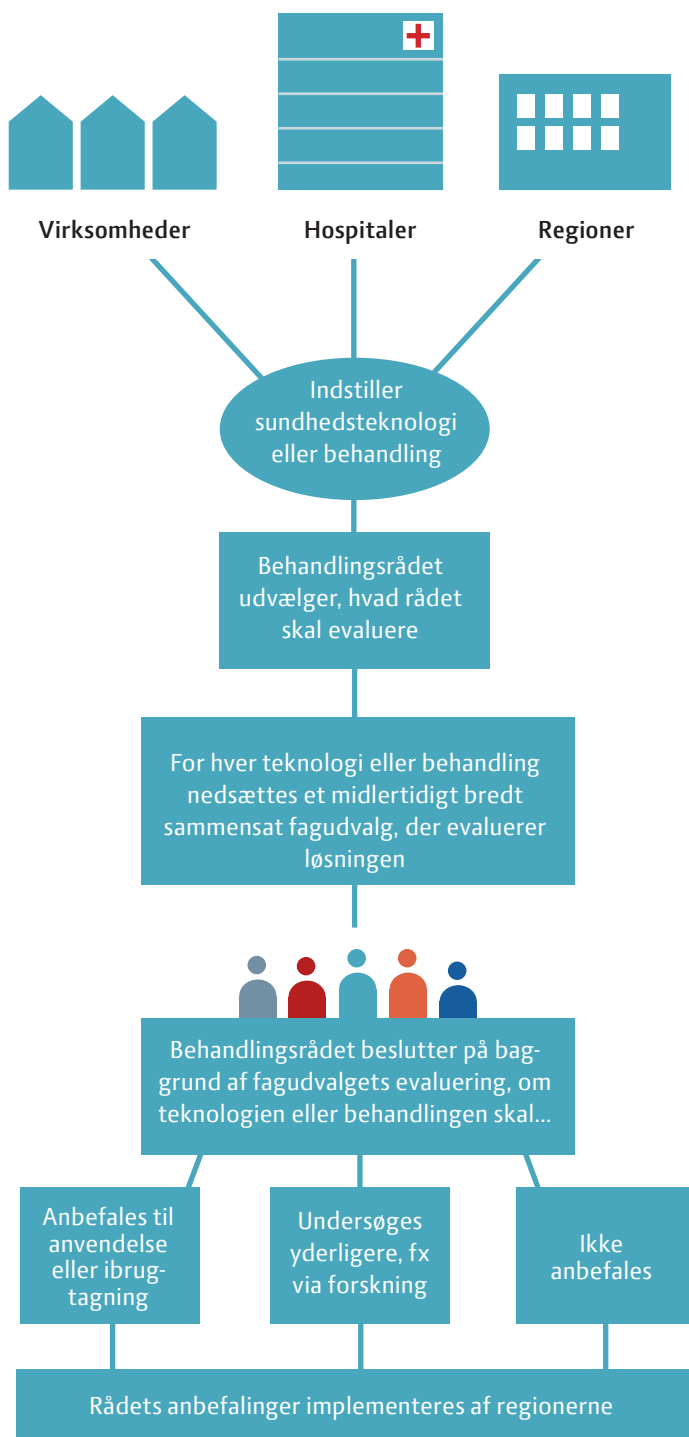 Virksomheder
Hospitaler
Regioner
Indstiller
sundhedsteknologi
eller behandling
Behandlingsrådet
udvælger, hvad rådet
skal evaluere
For hver teknologi eller behandling
nedsættes et midlertidigt bredt
sammensat fagudvalg, der evaluerer
løsningen
Behandlingsrådet beslutter på bag-
grund af fagudvalgets evaluering, om
teknologien eller behandlingen skal...
Anbefales til
anvendelse
eller ibrug-
tagning
Undersøges
yderligere, fx
via forskning
Ikke
anbefales
Rådets anbefalinger implementeres af regionerne